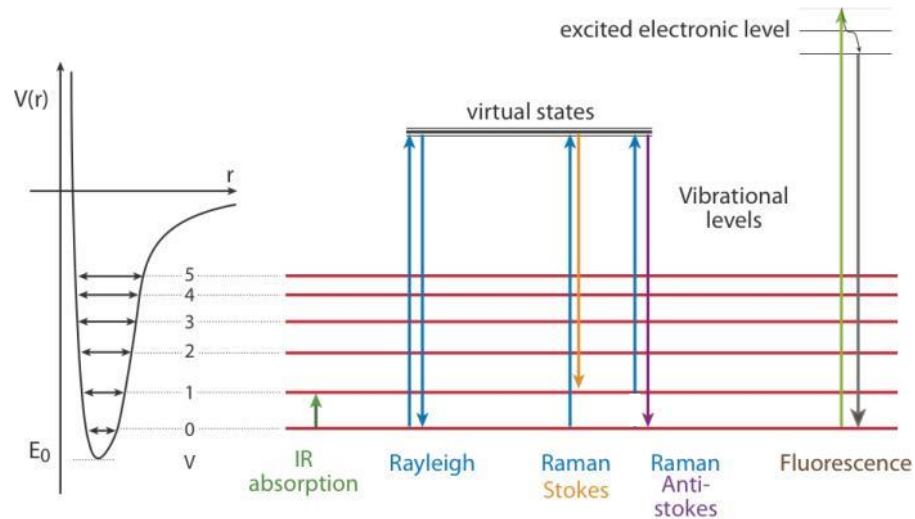 excited electronic level
V(r)
virtual states
r
Vibrational
levels
5
4
3
2
1
0
E0
V
IR
absorption
Rayleigh
Raman
Stokes
Raman
Anti-
stokes
Fluorescence